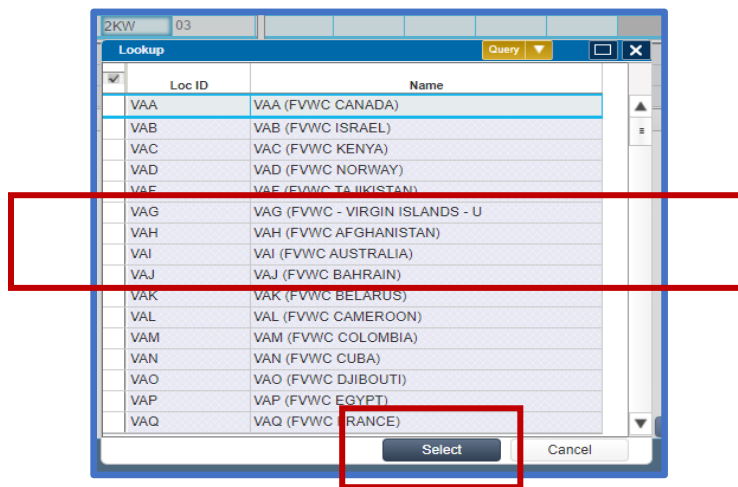 2KW 03
Lookup Query
Loc ID Name
VAA VAA (FVWC CANADA)
VAB VAB (FVWC ISRAEL)
VAC VAC (FVWC KENYA)
VAD VAD (FVWC NORWAY)
VAF VAF (FVWC TAJIKISTAN)
VAG VAG (FVWC - VIRGIN ISLANDS - U
VAH VAH (FVWC AFGHANISTAN)
VAI VAI (FVWC AUSTRALIA)
VAJ VAJ (FVWC BAHRAIN)
VAK VAK (FVWC BELARUS)
VAL VAL (FVWC CAMEROON)
VAM VAM (FVWC COLOMBIA)
VAN VAN (FVWC CUBA)
VAO VAO (FVWC DJIBOUTI)
VAP VAP (FVWC EGYPT)
VAQ VAQ (FVWC FRANCE)
Select Cancel